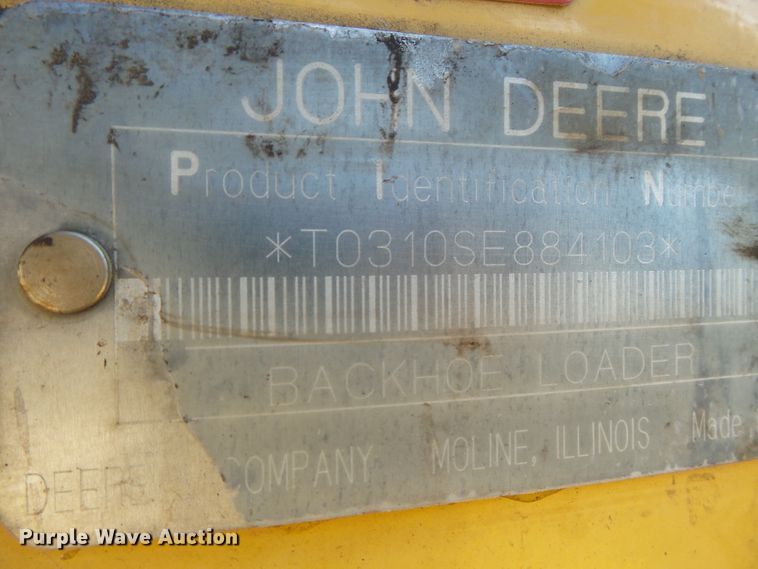 JOHN DEERE
Product Identification Number
*T0310SE884103*
BACKHOE LOADER
DEERE & COMPANY MOLINE, ILLINOIS Made
Purple Wave Auction